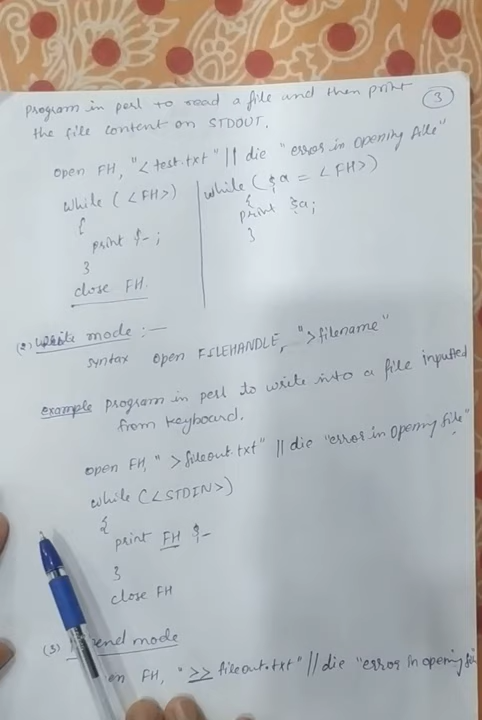 Program in perl to read a file and then print
3
the file content on STDOUT.
open FH, "< test.txt" || die "error in opening file"
while (<FH>)
{
print $_;
}
close FH.
while ($a = <FH>)
{
print $a;
}
(2) Write mode :—
syntax open FILEHANDLE, ">filename"
example Program in perl to write into a file inputted
from keyboard.
open FH, " >fileout.txt" || die "error in opening file"
while (<STDIN>)
{
print FH $_
}
close FH
(3)
mode
FH, ">> fileout.txt" || die "error in opening